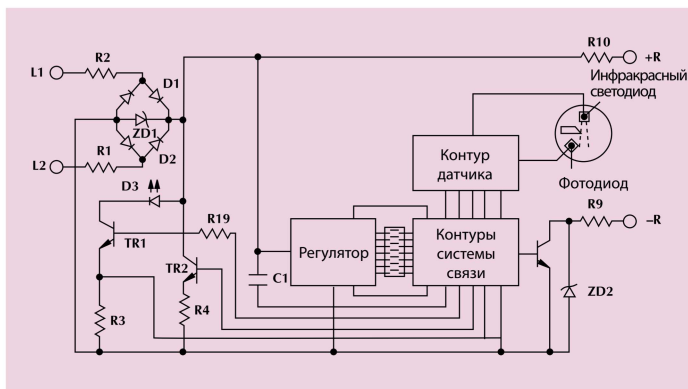 R10
+R
R2
L1
D1
Инфракрасный
светодиод
ZD1
R1
D2
L2
Контур
датчика
Фотодиод
D3
R19
R9
–R
TR1
Регулятор
Контуры
системы
связи
TR2
C1
ZD2
R3
R4